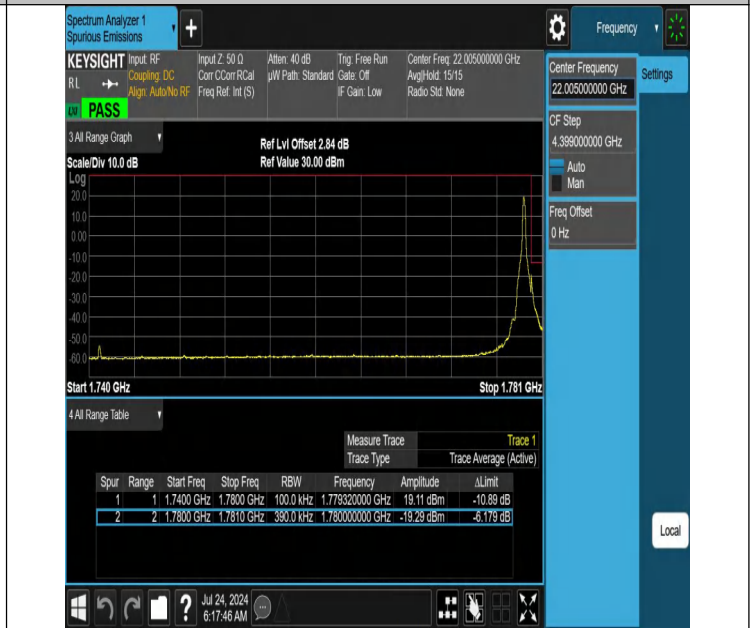 Spectrum Analyzer 1
Spurious Emissions
Frequency
KEYSIGHT
RL
Input: RF
Coupling: DC
Align: Auto/No RF
Input Z: 50 Ω
Corr CCorr RCal
Freq Ref: Int (S)
Atten: 40 dB
µW Path: Standard
Trig: Free Run
Gate: Off
IF Gain: Low
Center Freq: 22.005000000 GHz
Avg|Hold: 15/15
Radio Std: None
PASS
Center Frequency
22.005000000 GHz
Settings
CF Step
4.399000000 GHz
Auto
Man
Freq Offset
0 Hz
3 All Range Graph
Scale/Div 10.0 dB
Ref Lvl Offset 2.84 dB
Ref Value 30.00 dBm
Log
20.0
10.0
0.00
-10.0
-20.0
-30.0
-40.0
-50.0
-60.0
Start 1.740 GHz
Stop 1.781 GHz
4 All Range Table
Measure Trace Trace 1
Trace Type Trace Average (Active)
Spur Range Start Freq Stop Freq RBW Frequency Amplitude ΔLimit
1 1 1.7400 GHz 1.7800 GHz 100.0 kHz 1.779320000 GHz 19.11 dBm -10.89 dB
2 2 1.7800 GHz 1.7810 GHz 390.0 kHz 1.780000000 GHz -19.29 dBm -6.179 dB
Local
?
Jul 24, 2024
6:17:46 AM